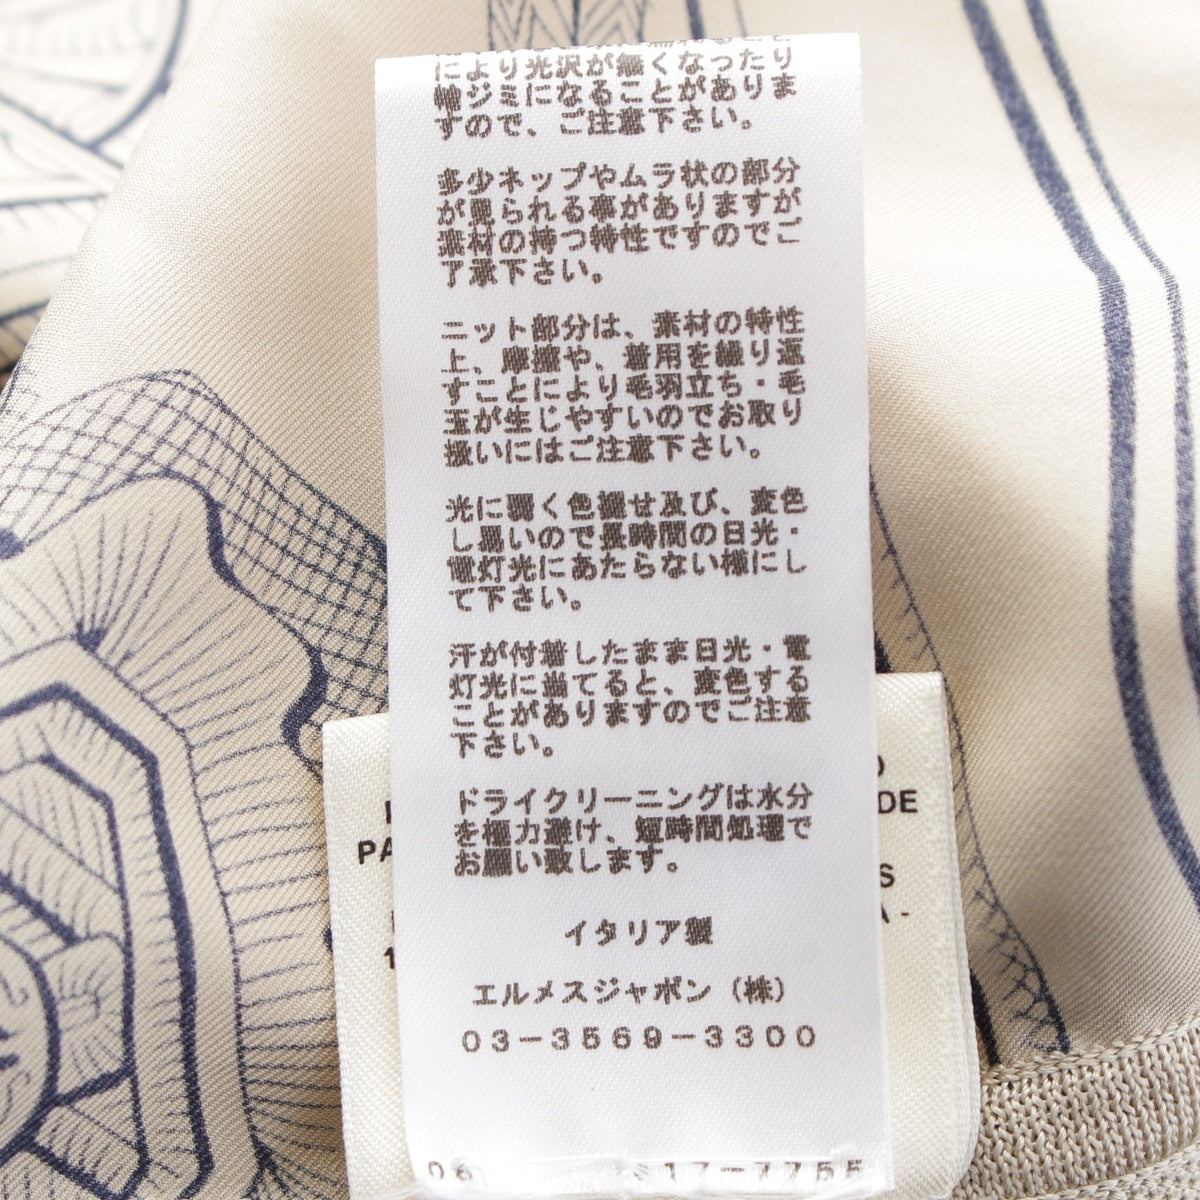 により光沢が無くなったり
輪ジミになることがありま
すので、ご注意下さい。
多少ネップやムラ状の部分
が見られる事がありますが
素材の持つ特性ですのでご
了承下さい。
ニット部分は、素材の特性
上、摩擦や、着用を繰り返
すことにより毛羽立ち・毛
玉が生じやすいのでお取り
扱いにはご注意下さい。
光に弱く色褪せ及び、変色
し易いので長時間の日光・
電灯光にあたらない様にし
て下さい。
汗が付着したまま日光・電
灯光に当てると、変色する
ことがありますのでご注意
下さい。
ドライクリーニングは水分
を極力避け、短時間処理で
お願い致します。
イタリア製
エルメスジャポン（株）
03-3569-3300
DE
PA
S
A -
1
06
17-7755